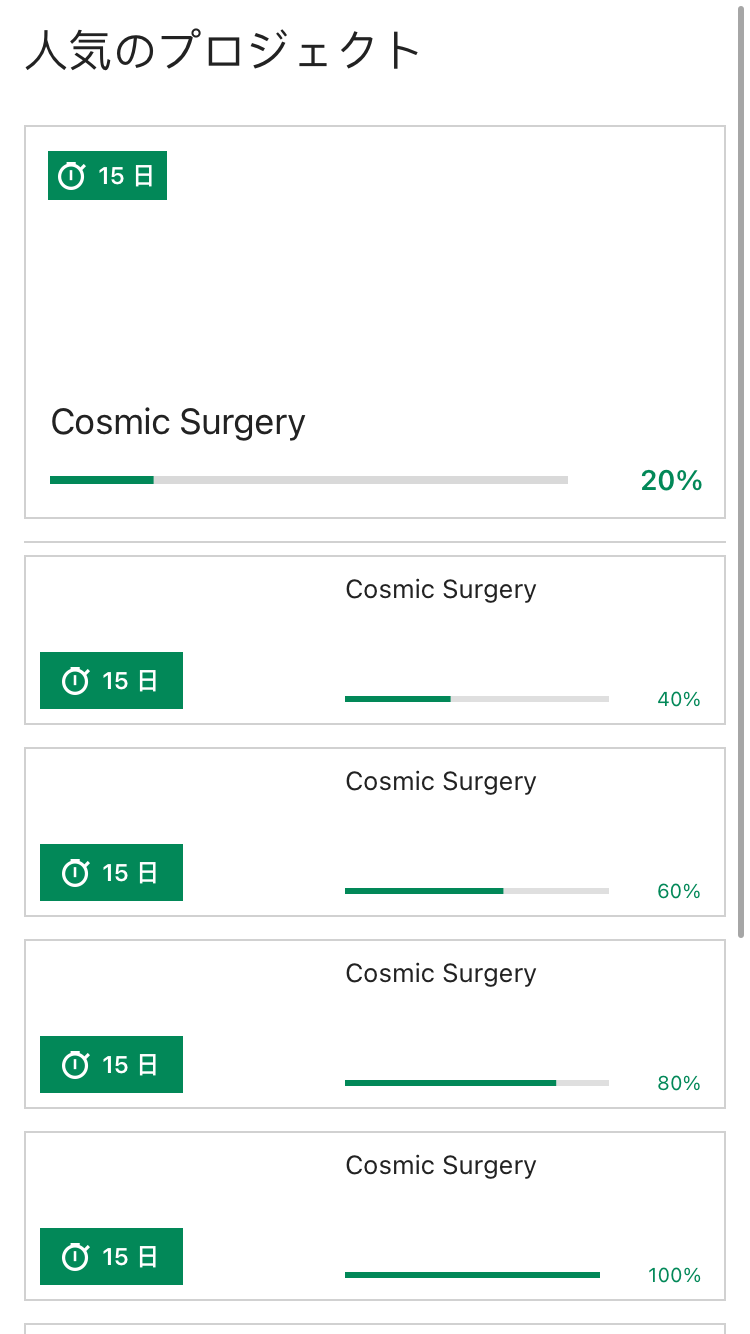 人気のプロジェクト
15 日
Cosmic Surgery
20%
Cosmic Surgery
15 日
40%
Cosmic Surgery
15 日
60%
Cosmic Surgery
15 日
80%
Cosmic Surgery
15 日
100%